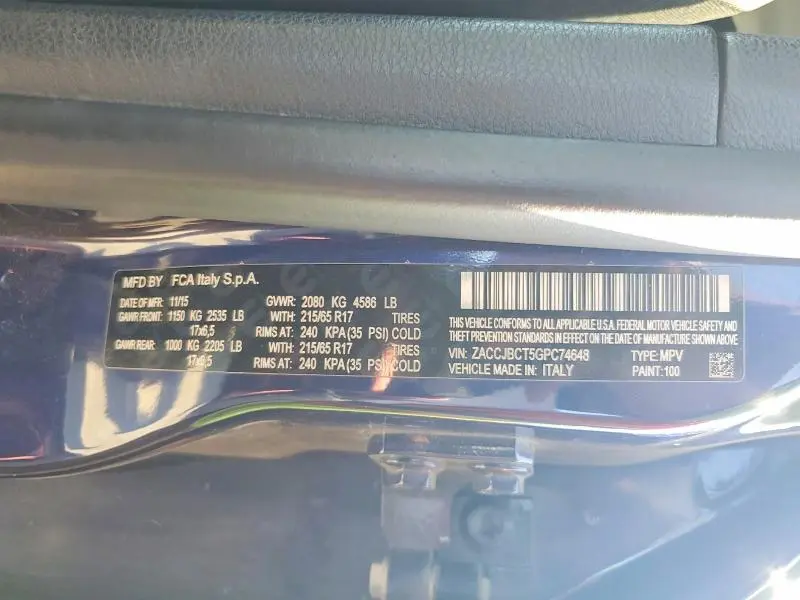 MFD BY FCA Italy S.p.A.
DATE OF MFR: 11/15 GVWR: 2080 KG 4586 LB
GAWR FRONT: 1150 KG 2535 LB WITH: 215/65 R17 TIRES
17x6,5 RIMS AT: 240 KPA (35 PSI) COLD
GAWR REAR: 1000 KG 2205 LB WITH: 215/65 R17 TIRES
17x6,5 RIMS AT: 240 KPA (35 PSI) COLD
THIS VEHICLE CONFORMS TO ALL APPLICABLE U.S.A. FEDERAL MOTOR VEHICLE SAFETY AND
THEFT PREVENTION STANDARDS IN EFFECT ON THE DATE OF MANUFACTURE SHOWN ABOVE
VIN: ZACCJBCT5GPC74648 TYPE: MPV
VEHICLE MADE IN: ITALY PAINT: 100